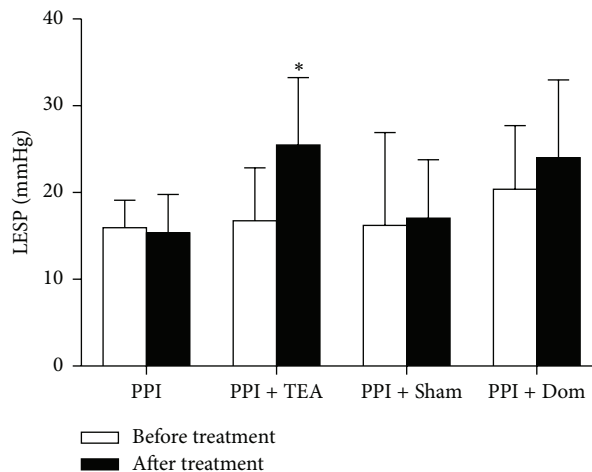 40
30
20
10
0
LESP (mmHg)
*
PPI
PPI + TEA
PPI + Sham
PPI + Dom
Before treatment
After treatment